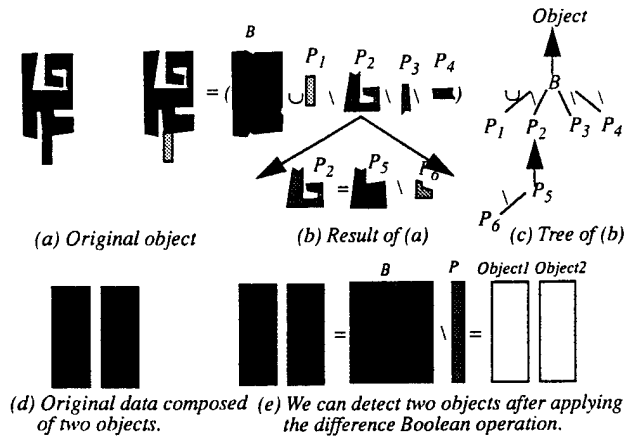 Object
B
P1 P2 P3 P4
= ( ∪ \ \ \ )
B
∪ \ \ \
P1 P2 P3 P4
P2 P5 P6
= \
\ P5
P6
(a) Original object
(b) Result of (a)
(c) Tree of (b)
B P Object1 Object2
= \ =
(d) Original data composed
of two objects.
(e) We can detect two objects after applying
the difference Boolean operation.